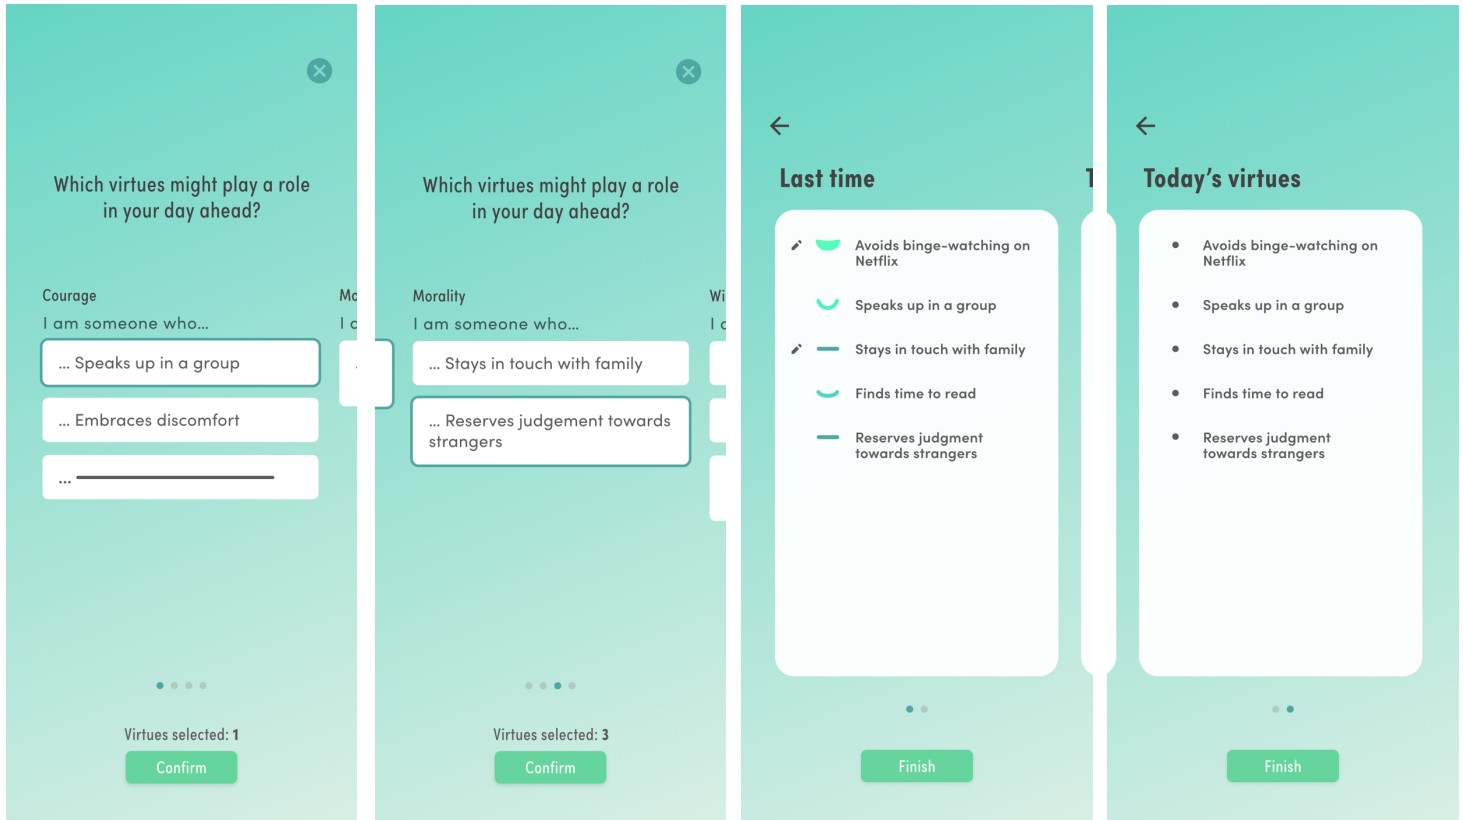 Which virtues might play a role
in your day ahead?
Courage
Mo
I am someone who...
I a
... Speaks up in a group
... Embraces discomfort
...
Virtues selected: 1
Confirm
Which virtues might play a role
in your day ahead?
Morality
Wi
I am someone who...
I a
... Stays in touch with family
... Reserves judgement towards
strangers
Virtues selected: 3
Confirm
Last time
T
Avoids binge-watching on
Netflix
Speaks up in a group
Stays in touch with family
Finds time to read
Reserves judgment
towards strangers
Finish
Today's virtues
• Avoids binge-watching on
Netflix
• Speaks up in a group
• Stays in touch with family
• Finds time to read
• Reserves judgment
towards strangers
Finish